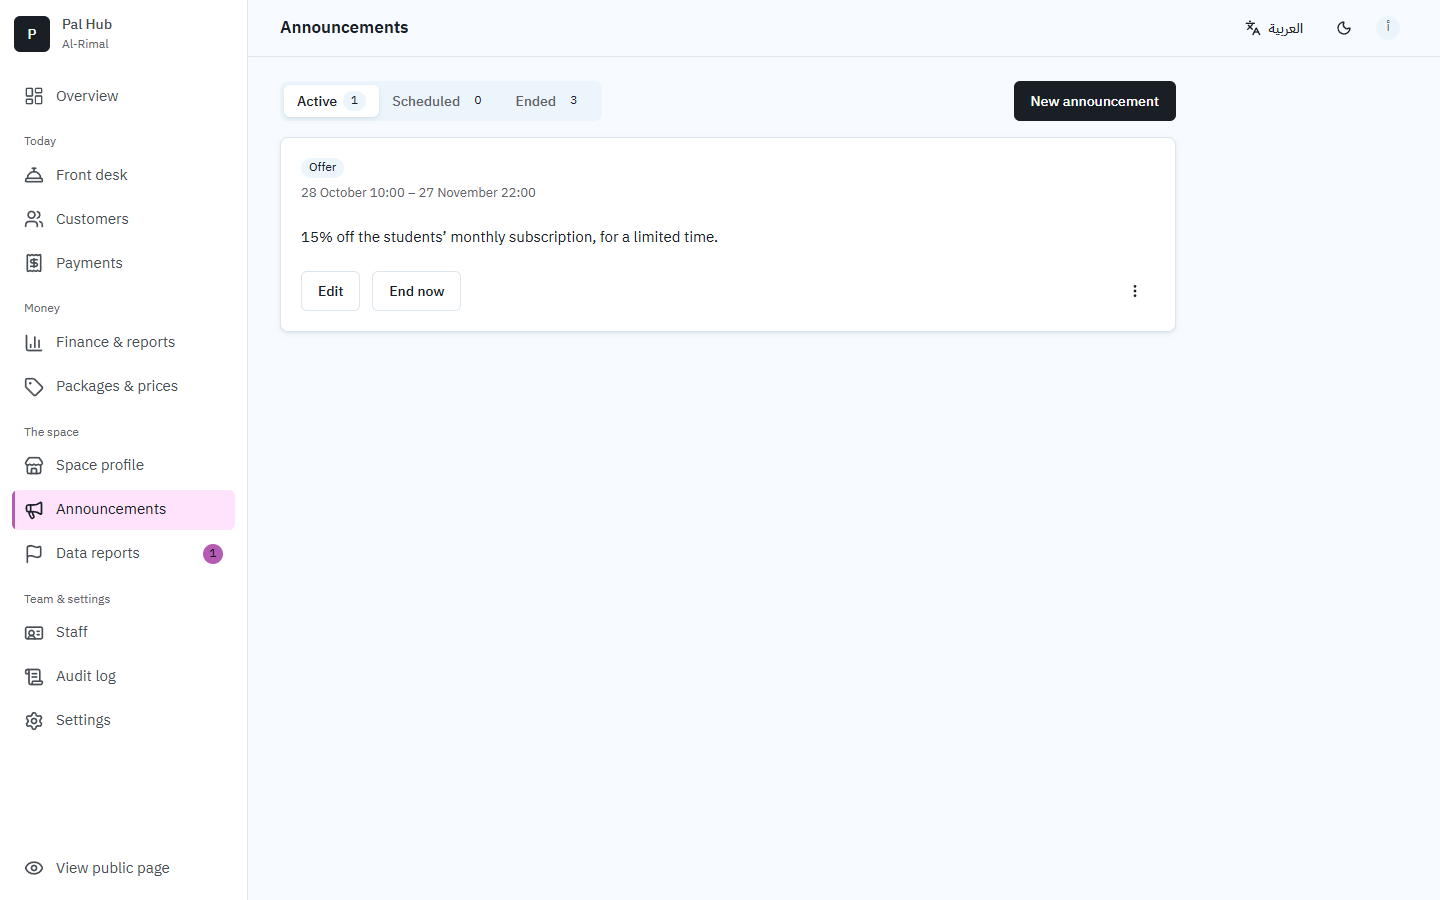 P
Pal Hub
Al-Rimal
Overview
Today
Front desk
Customers
Payments
Money
Finance & reports
Packages & prices
The space
Space profile
Announcements
Data reports 1
Team & settings
Staff
Audit log
Settings
View public page
Announcements
العربية
أ
Active 1 Scheduled 0 Ended 3
New announcement
Offer
28 October 10:00 – 27 November 22:00
15% off the students’ monthly subscription, for a limited time.
Edit End now